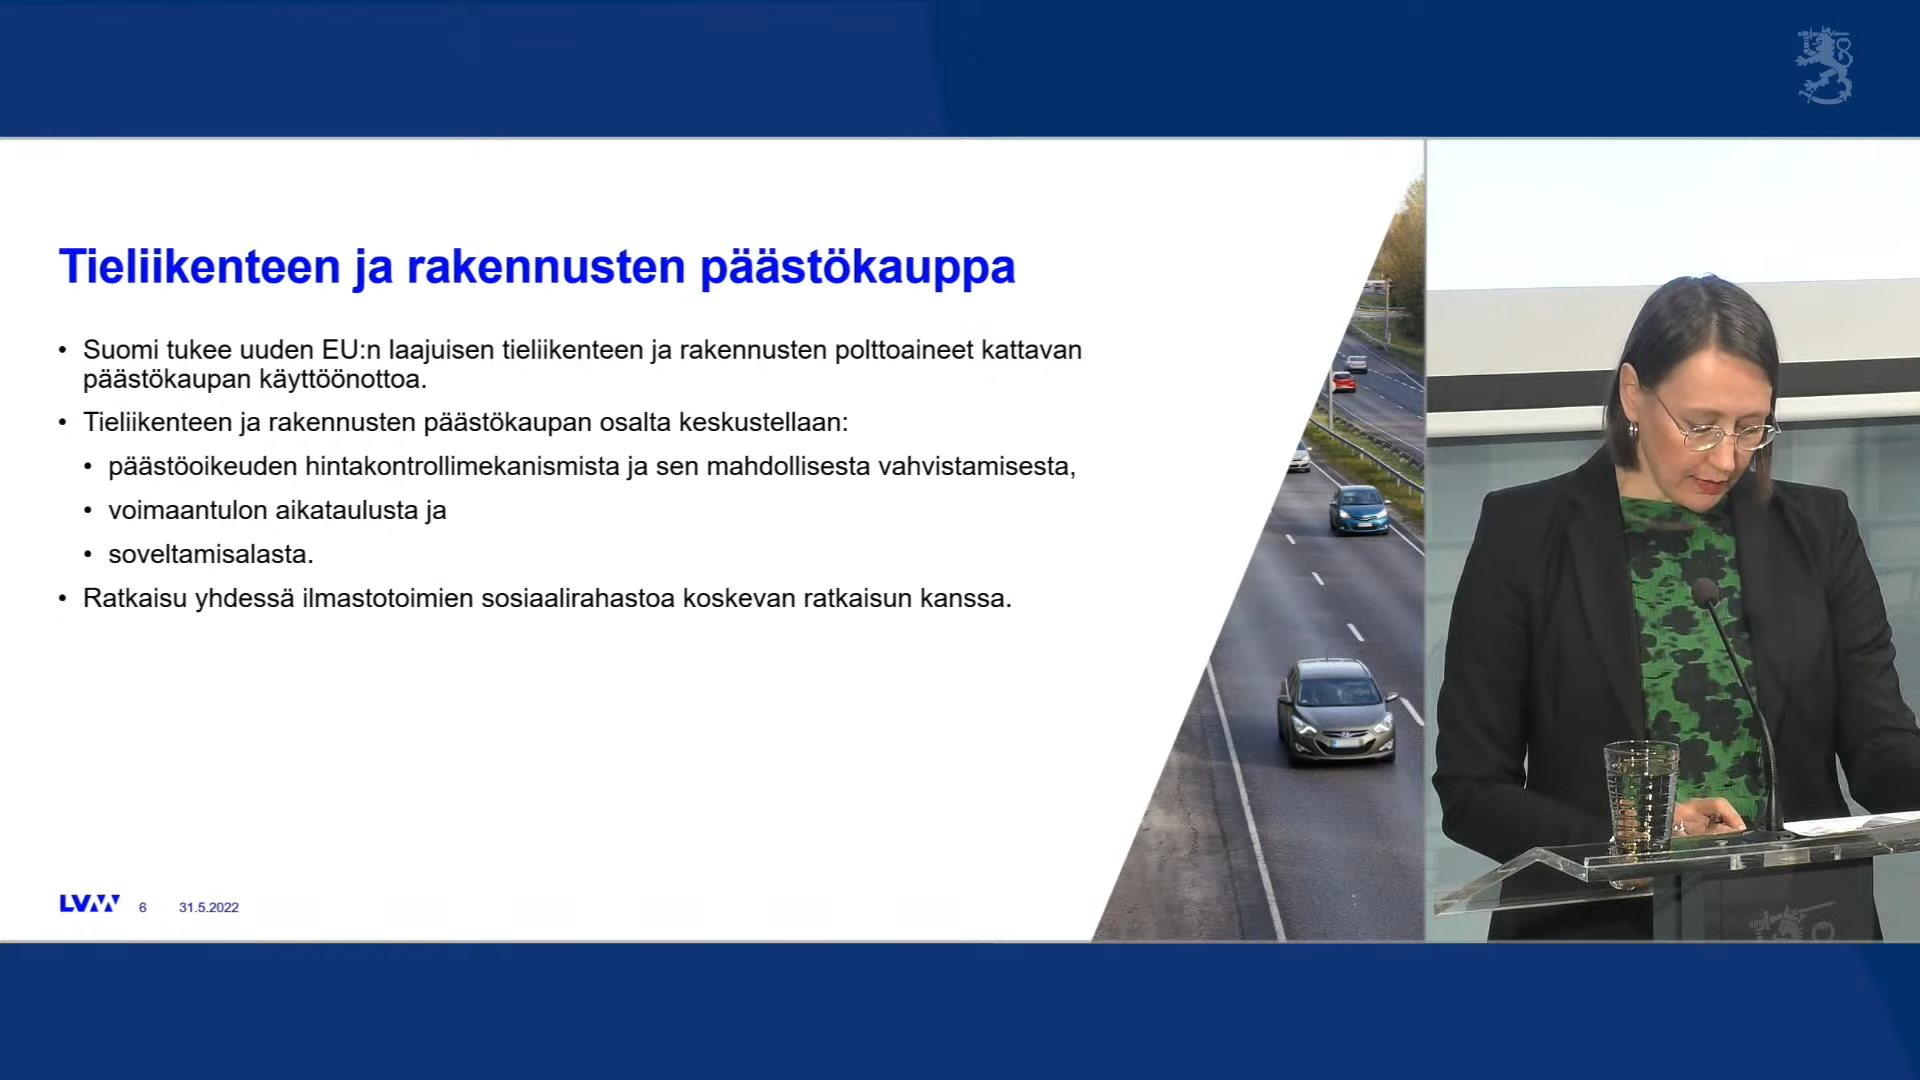 Tieliikenteen ja rakennusten päästökauppa
• Suomi tukee uuden EU:n laajuisen tieliikenteen ja rakennusten polttoaineet kattavan
päästökaupan käyttöönottoa.
• Tieliikenteen ja rakennusten päästökaupan osalta keskustellaan:
• päästöoikeuden hintakontrollimekanismista ja sen mahdollisesta vahvistamisesta,
• voimaantulon aikataulusta ja
• soveltamisalasta.
• Ratkaisu yhdessä ilmastotoimien sosiaalirahastoa koskevan ratkaisun kanssa.
LVM 6 31.5.2022